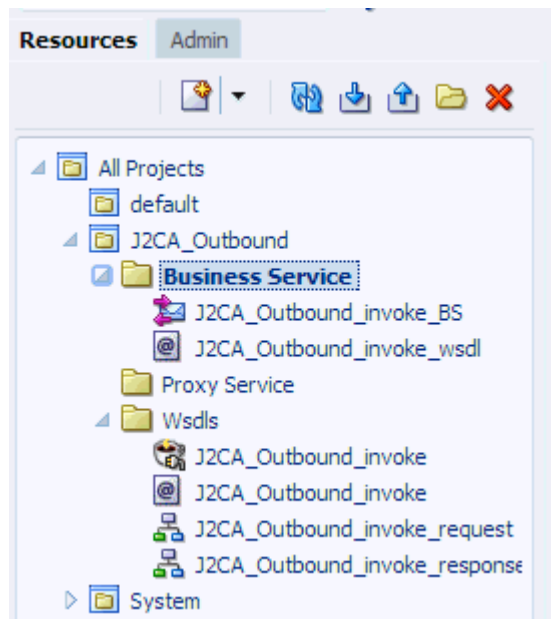 Resources Admin
All Projects
default
J2CA_Outbound
Business Service
J2CA_Outbound_invoke_BS
J2CA_Outbound_invoke_wsdl
Proxy Service
Wsdls
J2CA_Outbound_invoke
J2CA_Outbound_invoke
J2CA_Outbound_invoke_request
J2CA_Outbound_invoke_response
System